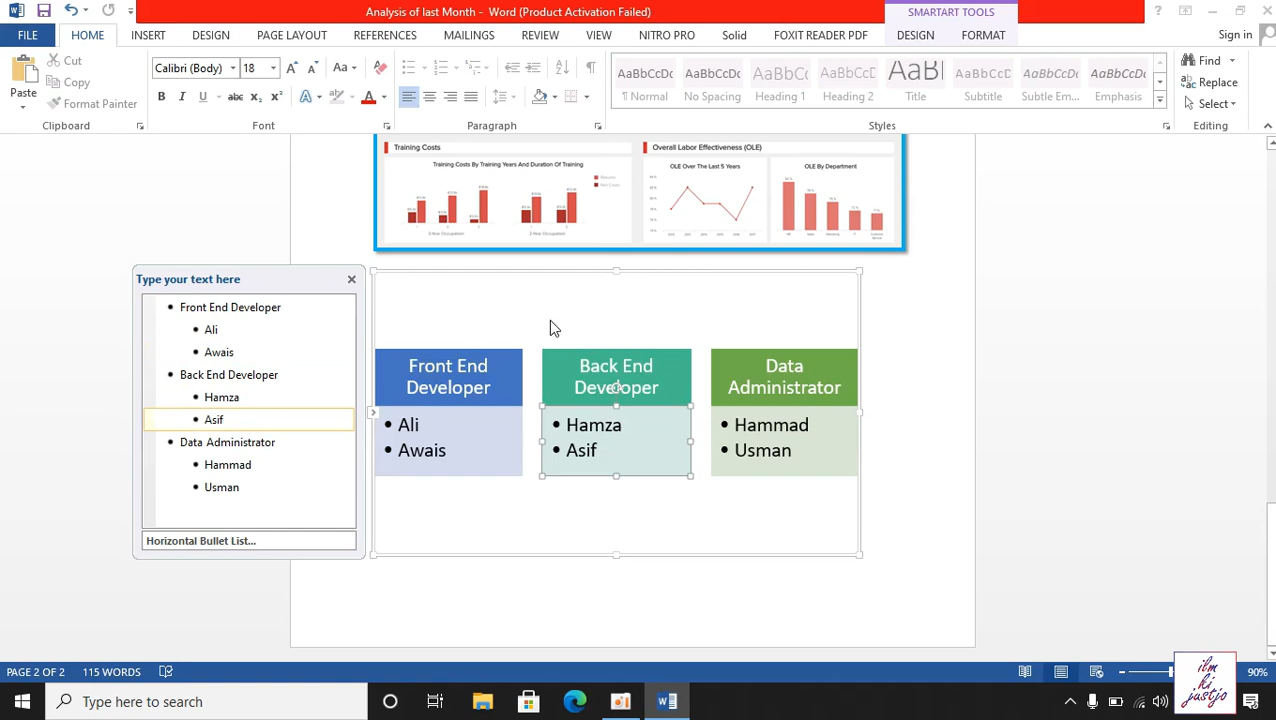 Analysis of last Month - Word (Product Activation Failed)
SMARTART TOOLS
FILE HOME INSERT DESIGN PAGE LAYOUT REFERENCES MAILINGS REVIEW VIEW NITRO PRO Solid FOXIT READER PDF DESIGN FORMAT Sign in
Paste
Cut
Copy
Format Painter
Clipboard
Calibri (Body) 18
Font
Paragraph
AaBbCcDc AaBbCcDc AaBbCc AaBbCcC AaBl AaBbCcD AaBbCcDc AaBbCcDc
¶ Normal No Spacing Heading 1 Heading 2 Title Subtitle Subtle Em... Emphasis
Styles
Find
Replace
Select
Editing
Training Costs
Training Costs By Training Years And Duration Of Training
Overall Labor Effectiveness (OLE)
OLE Over The Last 5 Years
OLE By Department
Type your text here
• Front End Developer
• Ali
• Awais
• Back End Developer
• Hamza
• Asif
• Data Administrator
• Hammad
• Usman
Horizontal Bullet List...
Front End
Developer
• Ali
• Awais
Back End
Developer
• Hamza
• Asif
Data
Administrator
• Hammad
• Usman
PAGE 2 OF 2 115 WORDS
90%
Type here to search
ilm
ki
justjo